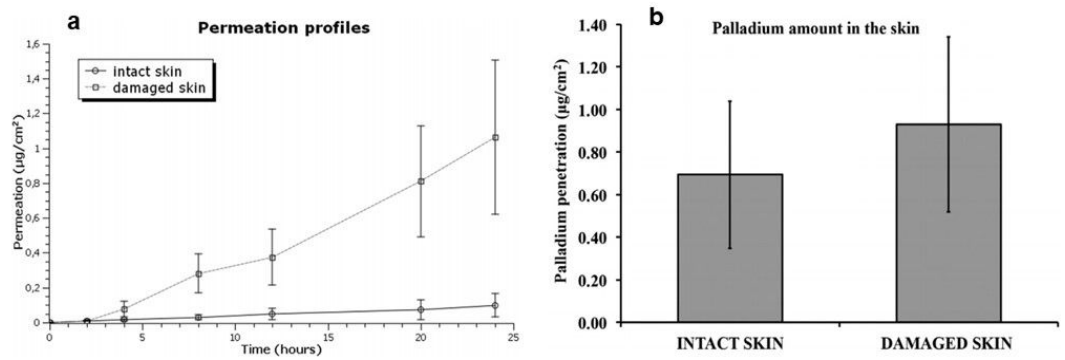 a
Permeation profiles
intact skin
damaged skin
Permeation (µg/cm²)
1,6
1,4
1,2
1
0,8
0,6
0,4
0,2
0
0 5 10 15 20 25
Time (hours)
b
Palladium amount in the skin
Palladium penetration (µg/cm²)
1.40
1.20
1.00
0.80
0.60
0.40
0.20
0.00
INTACT SKIN DAMAGED SKIN